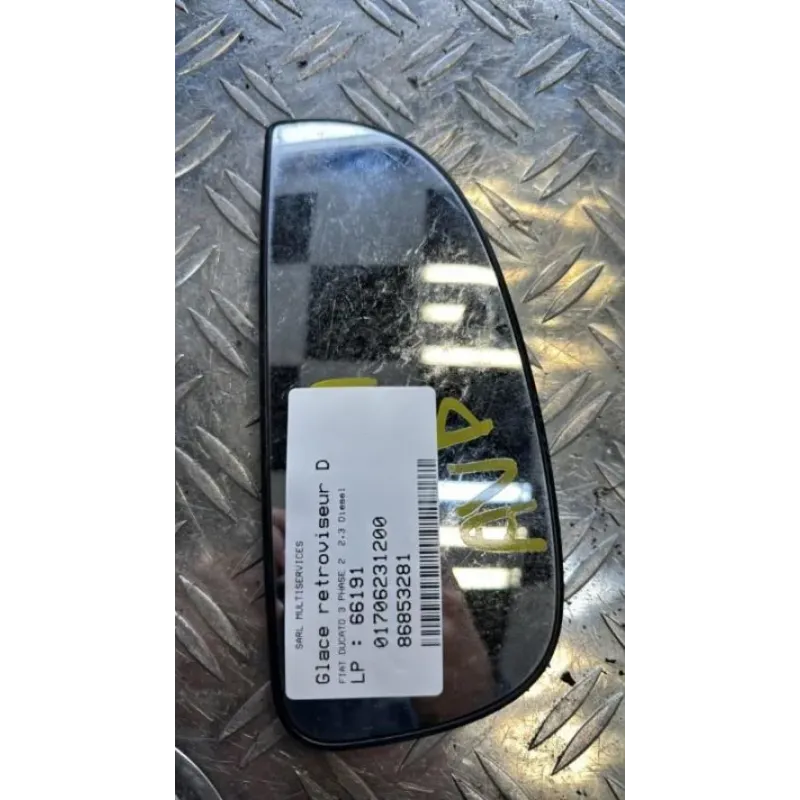 SARL MULTISERVICES
Glace retroviseur D
FIAT DUCATO 3 PHASE 2 2.3 Diesel
LP : 66191
01706231200
86853281